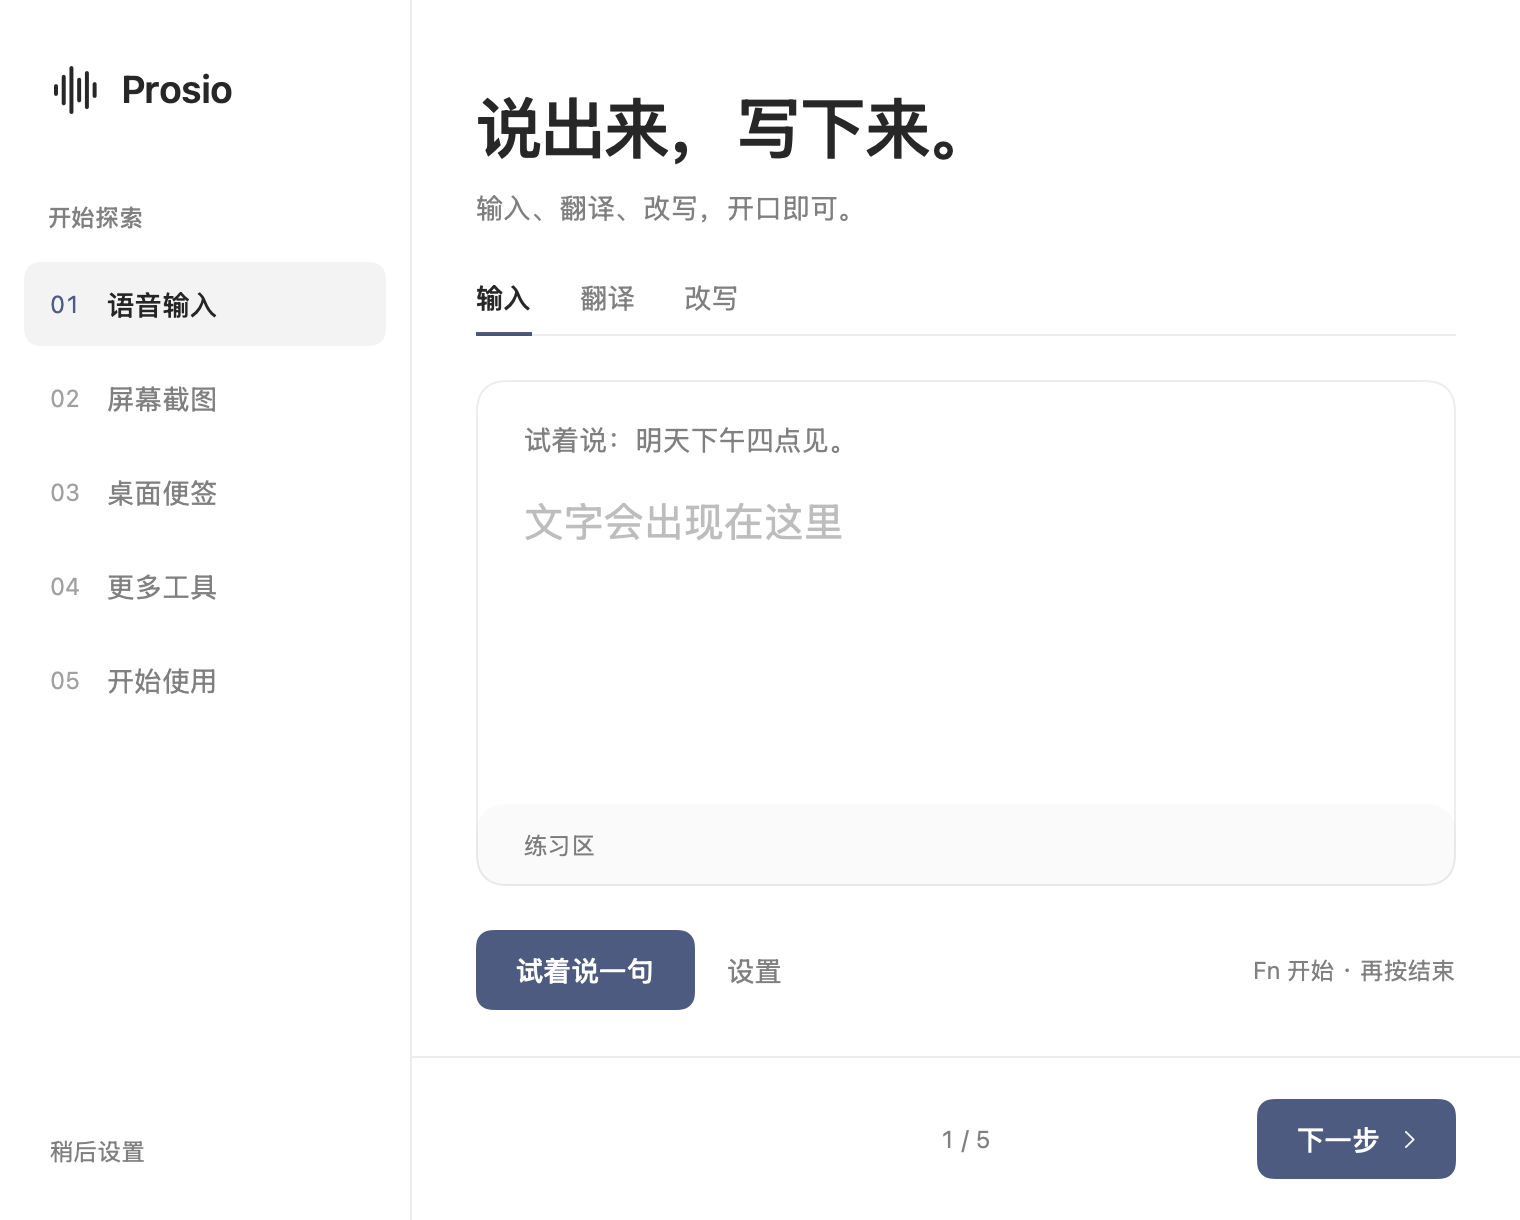 Prosio
开始探索
01 语音输入
02 屏幕截图
03 桌面便签
04 更多工具
05 开始使用
稍后设置
说出来，写下来。
输入、翻译、改写，开口即可。
输入 翻译 改写
试着说：明天下午四点见。
文字会出现在这里
练习区
试着说一句 设置 Fn 开始 · 再按结束
1 / 5 下一步